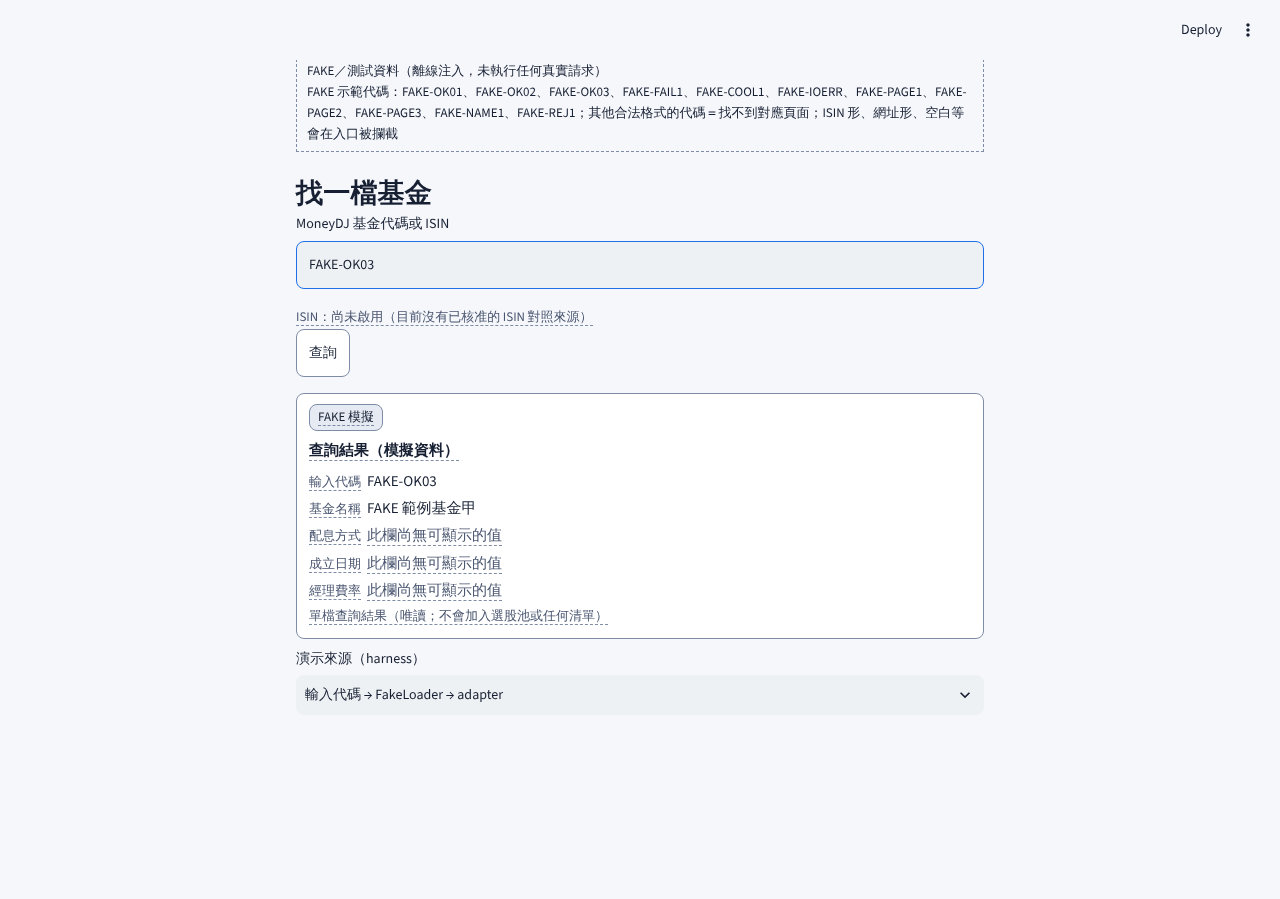 Deploy
FAKE／測試資料（離線注入，未執行任何真實請求）
FAKE 示範代碼：FAKE-OK01、FAKE-OK02、FAKE-OK03、FAKE-FAIL1、FAKE-COOL1、FAKE-IOERR、FAKE-PAGE1、FAKE-
PAGE2、FAKE-PAGE3、FAKE-NAME1、FAKE-REJ1；其他合法格式的代碼＝找不到對應頁面；ISIN 形、網址形、空白等
會在入口被攔截
找一檔基金
MoneyDJ 基金代碼或 ISIN
FAKE-OK03
ISIN：尚未啟用（目前沒有已核准的 ISIN 對照來源）
查詢
FAKE 模擬
查詢結果（模擬資料）
輸入代碼 FAKE-OK03
基金名稱 FAKE 範例基金甲
配息方式 此欄尚無可顯示的值
成立日期 此欄尚無可顯示的值
經理費率 此欄尚無可顯示的值
單檔查詢結果（唯讀；不會加入選股池或任何清單）
演示來源（harness）
輸入代碼 → FakeLoader → adapter